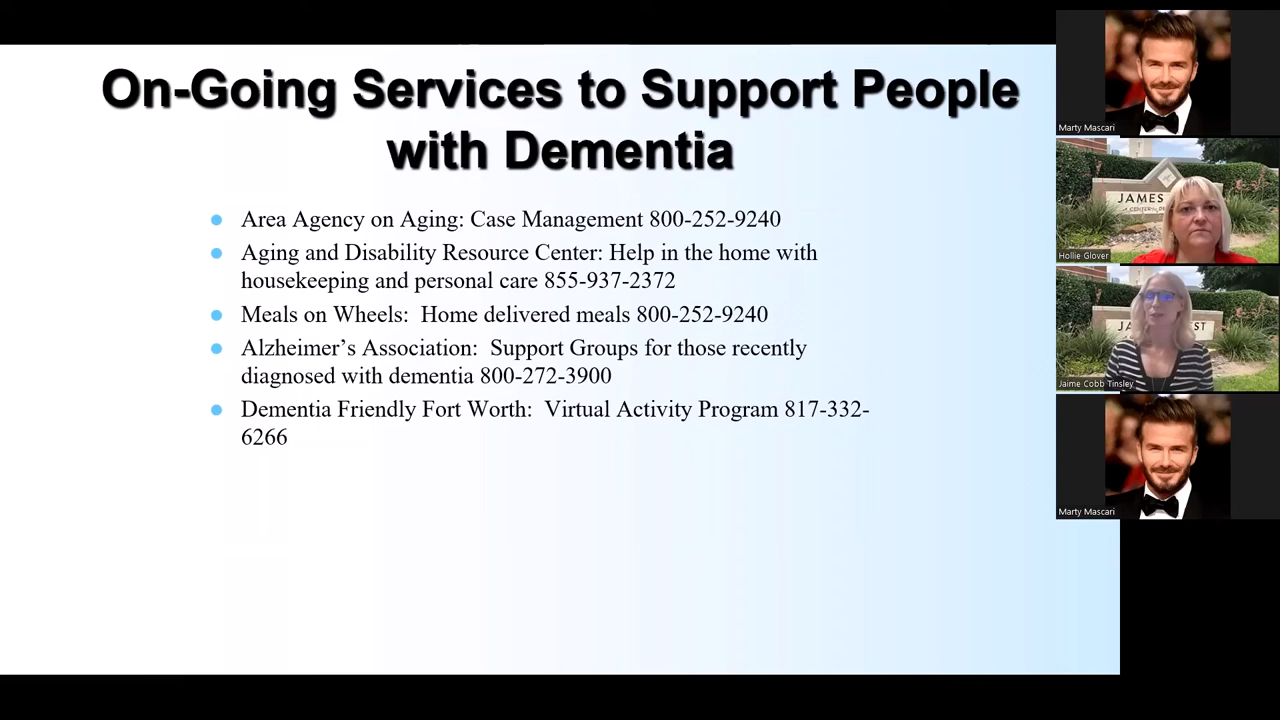 On-Going Services to Support People
with Dementia
Area Agency on Aging: Case Management 800-252-9240
Aging and Disability Resource Center: Help in the home with
housekeeping and personal care 855-937-2372
Meals on Wheels:  Home delivered meals 800-252-9240
Alzheimer’s Association:  Support Groups for those recently
diagnosed with dementia 800-272-3900
Dementia Friendly Fort Worth:  Virtual Activity Program 817-332-
6266
Marty Mascari
JAMES
Hollie Glover
JA
EST
Jaime Cobb Tinsley
Marty Mascari